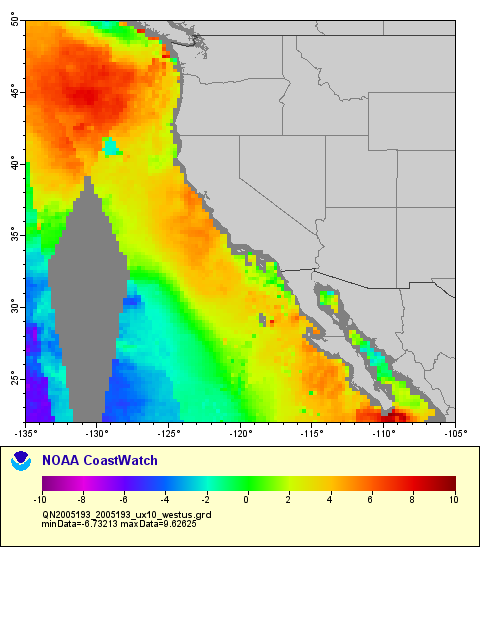 50°
45°
40°
35°
30°
25°
-135° -130° -125° -120° -115° -110° -105°
NOAA CoastWatch
-10 -8 -6 -4 -2 0 2 4 6 8 10
QN2005193_2005193_ux10_westus.grd
minData=-6.73213 maxData=9.62625